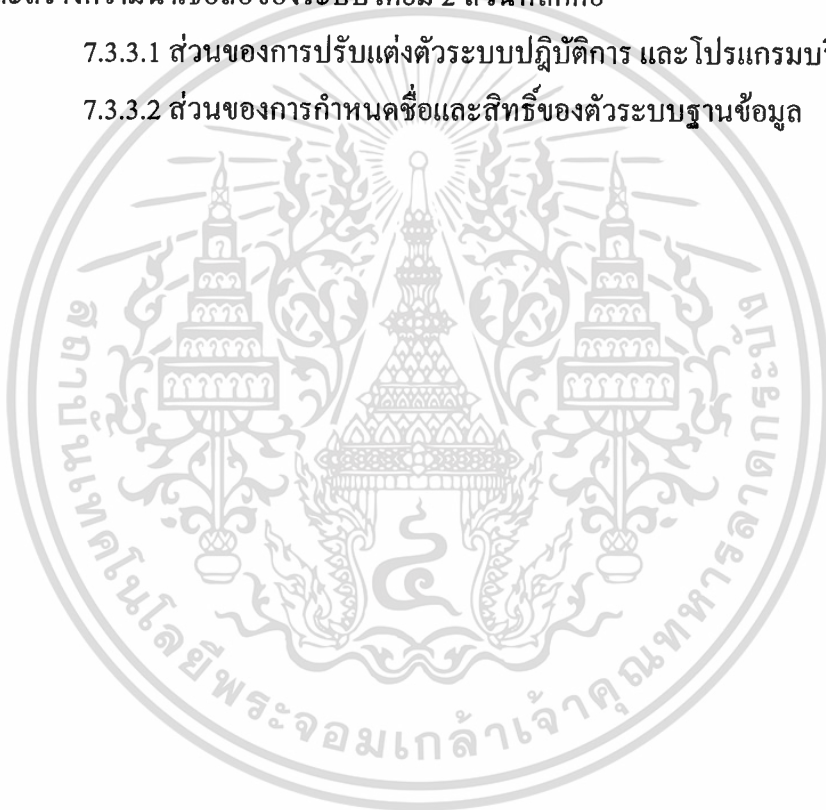 7.3.3.1 ส่วนของการปรับแต่งตัวระบบปฏิบัติการ และโปรแกรม
7.3.3.2 ส่วนของการกำหนดชื่อและสิทธิ์ของตัวระบบฐานข้อมูล
สถาบันเทคโนโลยีพระจอมเกล้าเจ้าคุณทหารลาดกระบัง
๔